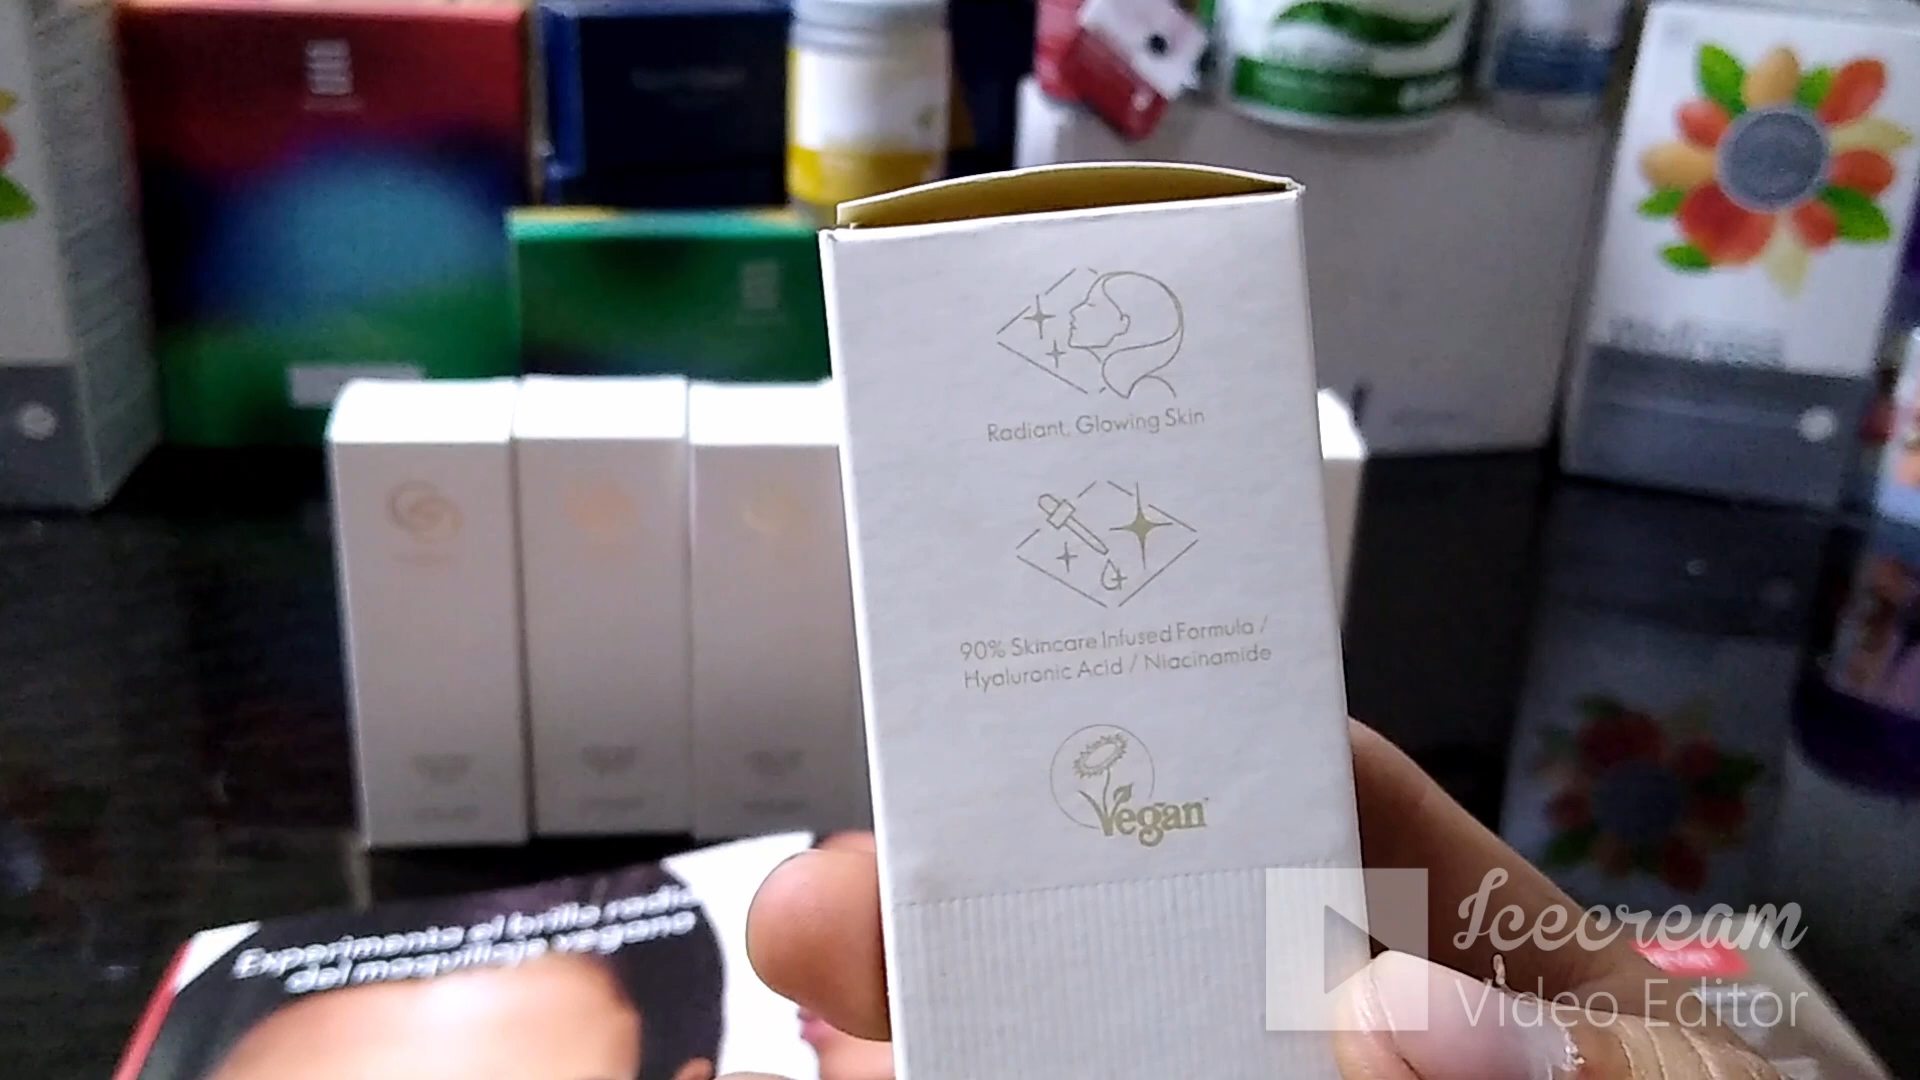 Radiant, Glowing Skin
90% Skincare Infused Formula /
Hyaluronic Acid / Niacinamide
Vegan
Experimenta el brillo
del maquillaje vegano
Wellness
Icecream
Video Editor